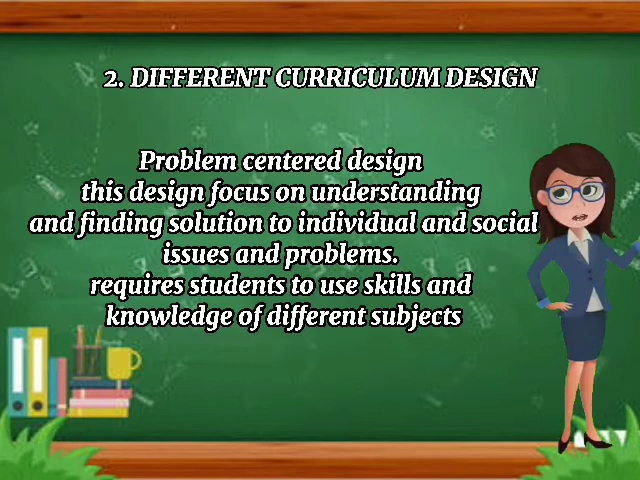 2. DIFFERENT CURRICULUM DESIGN
Problem centered design
this design focus on understanding
and finding solution to individual and social
issues and problems.
requires students to use skills and
knowledge of different subjects